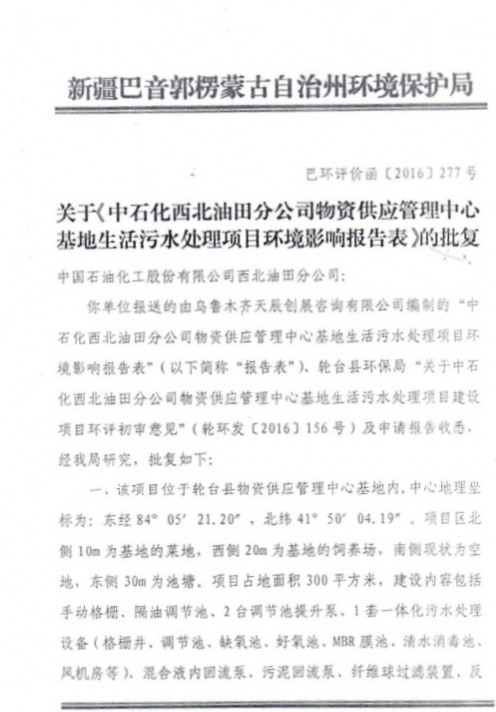 新疆巴音郭楞蒙古自治州环境保护局
巴环评价函〔2016〕277号
关于《中石化西北油田分公司物资供应管理中心
基地生活污水处理项目环境影响报告表》的批复
中国石油化工股份有限公司西北油田分公司：
你单位报送的由乌鲁木齐天辰创展咨询有限公司编制的“中
石化西北油田分公司物资供应管理中心基地生活污水处理项目环
境影响报告表”（以下简称“报告表”）、轮台县环保局“关于中石
化西北油田分公司物资供应管理中心基地生活污水处理项目建设
项目环评初审意见”（轮环发〔2016〕156号）及申请报告收悉，
经我局研究，批复如下：
一、该项目位于轮台县物资供应管理中心基地内，中心地理坐
标为：东经84° 05′ 21.20″，北纬41° 50′ 04.19″。项目区北
侧10m为基地的菜地，西侧20m为基地的饲养场，南侧现状为空
地，东侧30m为池塘。项目占地面积300平方米，建设内容包括
手动格栅、隔油调节池、2台调节池提升泵、1套一体化污水处理
设备（格栅井、调节池、缺氧池、好氧池、MBR膜池、清水消毒池、
风机房等）、混合液内回流泵、污泥回流泵、纤维球过滤装置、反